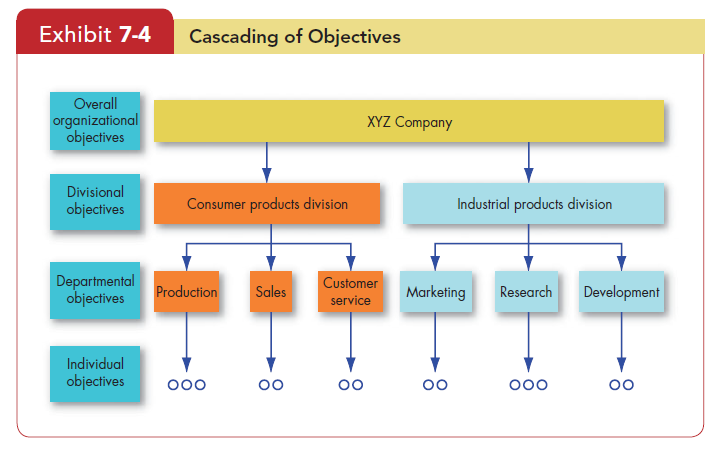 Exhibit 7-4
Cascading of Objectives
Overall
organizational
objectives
XYZ Company
Divisional
objectives
Consumer products division
Industrial products division
Departmental
objectives
Production
Sales
Customer
service
Marketing
Research
Development
Individual
objectives